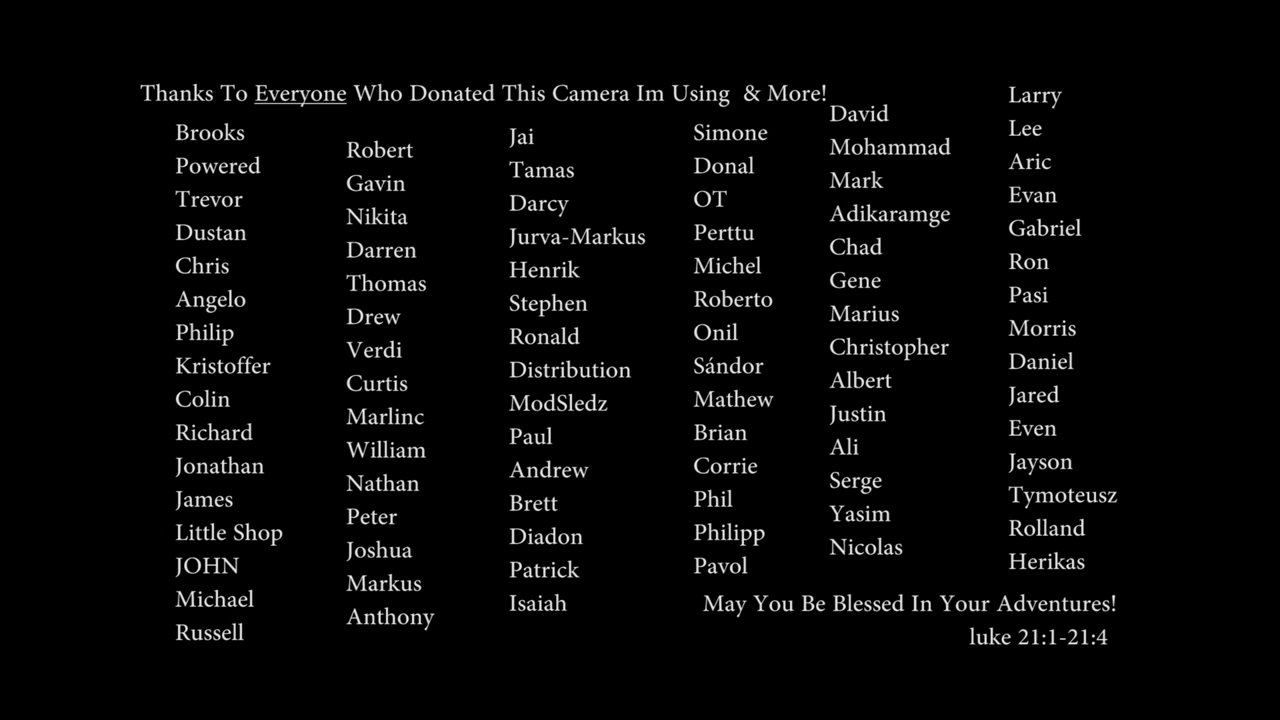 Thanks To Everyone Who Donated This Camera Im Using  & More!
Brooks
Powered
Trevor
Dustan
Chris
Angelo
Philip
Kristoffer
Colin
Richard
Jonathan
James
Little Shop
JOHN
Michael
Russell
Robert
Gavin
Nikita
Darren
Thomas
Drew
Verdi
Curtis
Marlinc
William
Nathan
Peter
Joshua
Markus
Anthony
Jai
Tamas
Darcy
Jurva-Markus
Henrik
Stephen
Ronald
Distribution
ModSledz
Paul
Andrew
Brett
Diadon
Patrick
Isaiah
Simone
Donal
OT
Perttu
Michel
Roberto
Onil
Sándor
Mathew
Brian
Corrie
Phil
Philipp
Pavol
David
Mohammad
Mark
Adikaramge
Chad
Gene
Marius
Christopher
Albert
Justin
Ali
Serge
Yasim
Nicolas
Larry
Lee
Aric
Evan
Gabriel
Ron
Pasi
Morris
Daniel
Jared
Even
Jayson
Tymoteusz
Rolland
Herikas
May You Be Blessed In Your Adventures!
luke 21:1-21:4